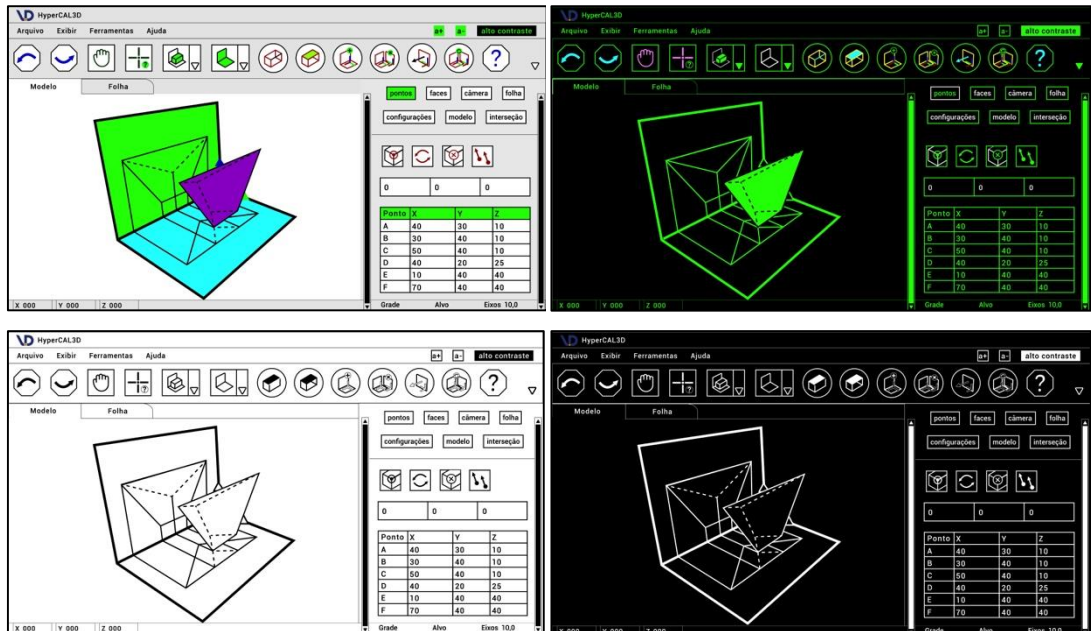 VD HyperCAL3D
Arquivo Exibir Ferramentas Ajuda a+ a- alto contraste
? ?
Modelo Folha
pontos faces câmera folha
configurações modelo interseção
0 0 0
Ponto X Y Z
A 40 30 10
B 30 40 10
C 50 40 10
D 40 20 25
E 10 40 40
F 70 40 40
X 000 Y 000 Z 000 Grade Alvo Eixos 10,0
VD HyperCAL3D
Arquivo Exibir Ferramentas Ajuda a+ a- alto contraste
? ?
Modelo Folha
pontos faces câmera folha
configurações modelo interseção
0 0 0
Ponto X Y Z
A 40 30 10
B 30 40 10
C 50 40 10
D 40 20 25
E 10 40 40
F 70 40 40
X 000 Y 000 Z 000 Grade Alvo Eixos 10,0
VD HyperCAL3D
Arquivo Exibir Ferramentas Ajuda a+ a- alto contraste
? ?
Modelo Folha
pontos faces câmera folha
configurações modelo interseção
0 0 0
Ponto X Y Z
A 40 30 10
B 30 40 10
C 50 40 10
D 40 20 25
E 10 40 40
F 70 40 40
X 000 Y 000 Z 000 Grade Alvo Eixos 10,0
VD HyperCAL3D
Arquivo Exibir Ferramentas Ajuda a+ a- alto contraste
? ?
Modelo Folha
pontos faces câmera folha
configurações modelo interseção
0 0 0
Ponto X Y Z
A 40 30 10
B 30 40 10
C 50 40 10
D 40 20 25
E 10 40 40
F 70 40 40
X 000 Y 000 Z 000 Grade Alvo Eixos 10,0